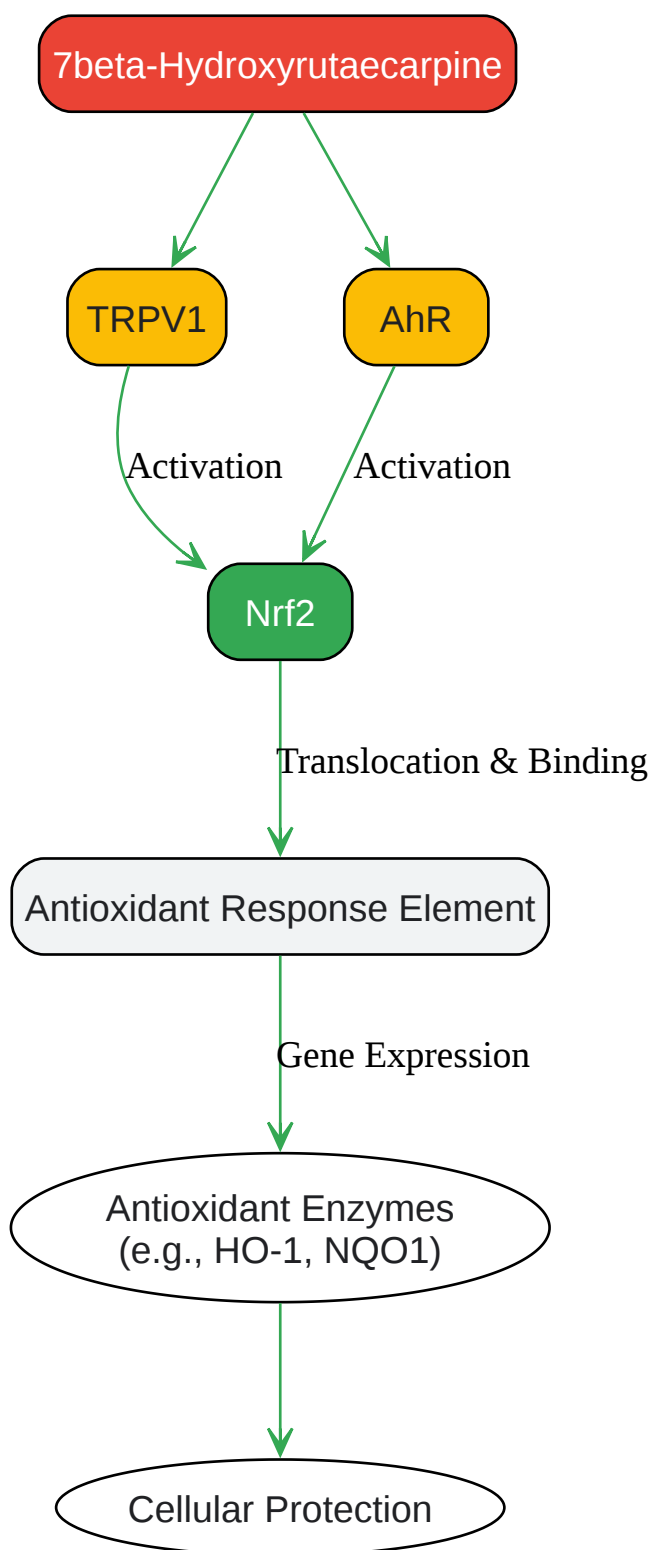 7beta-Hydroxyrutaecarpine
TRPV1
AhR
Activation
Activation
Nrf2
Translocation & Binding
Antioxidant Response Element
Gene Expression
Antioxidant Enzymes
(e.g., HO-1, NQO1)
Cellular Protection